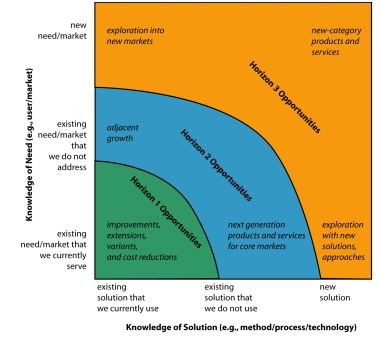 new
need/market
exploration into
new markets
new-category
products and
services
Horizon 3 Opportunities
Knowledge of Need (e.g., user/market)
existing
need/market
that
we do not
address
adjacent
growth
Horizon 2 Opportunities
Horizon 1 Opportunities
existing
need/market that
we currently
serve
improvements,
extensions,
variants,
and cost reductions
next generation
products and services
for core markets
exploration
with new
solutions,
approaches
existing
solution that
we currently use
existing
solution that
we do not use
new
solution
Knowledge of Solution (e.g., method/process/technology)